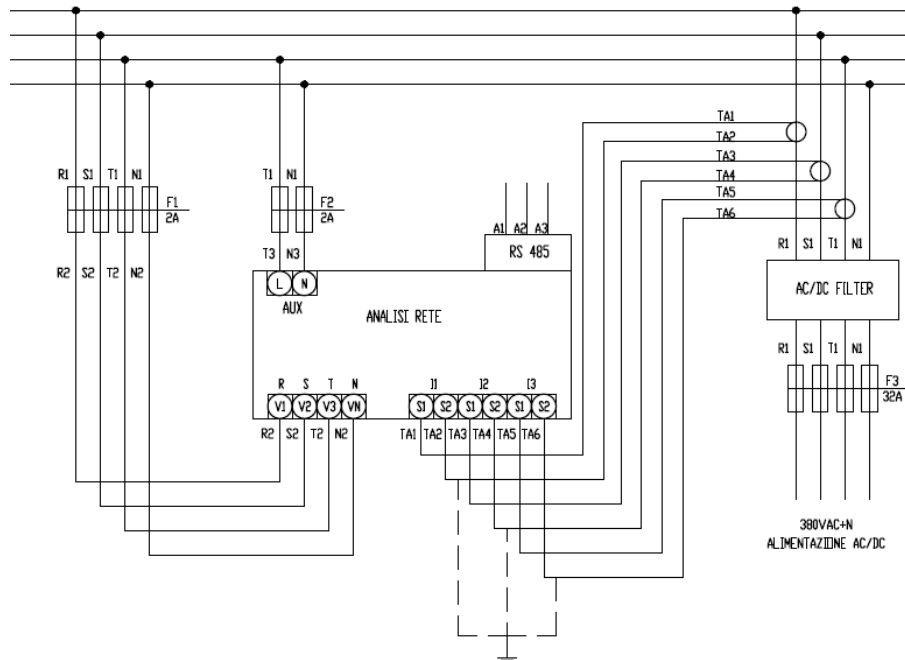 TA1
TA2
TA3
TA4
TA5
TA6
R1 S1 T1 N1
F1
2A
T1 N1
F2
2A
A1 A2 A3
RS 485
R2 S2 T2 N2
T3 N3
L N
AUX
ANALISI RETE
R1 S1 T1 N1
AC/DC FILTER
R1 S1 T1 N1
F3
32A
R S T N
V1 V2 V3 VN
R2 S2 T2 N2
I1 I2 I3
S1 S2 S1 S2 S1 S2
TA1 TA2 TA3 TA4 TA5 TA6
380VAC+N
ALIMENTAZIONE AC/DC